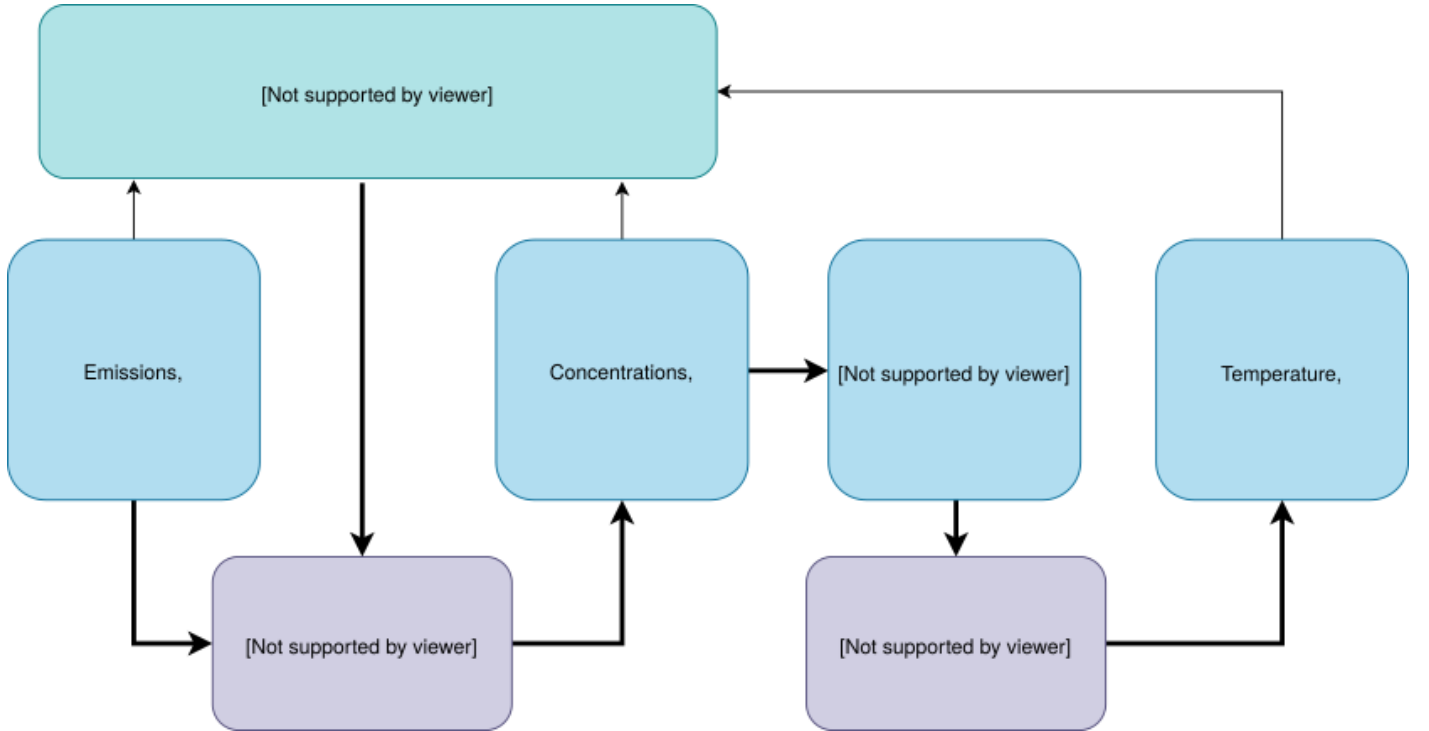 [Not supported by viewer]
Emissions,
Concentrations,
[Not supported by viewer]
Temperature,
[Not supported by viewer]
[Not supported by viewer]